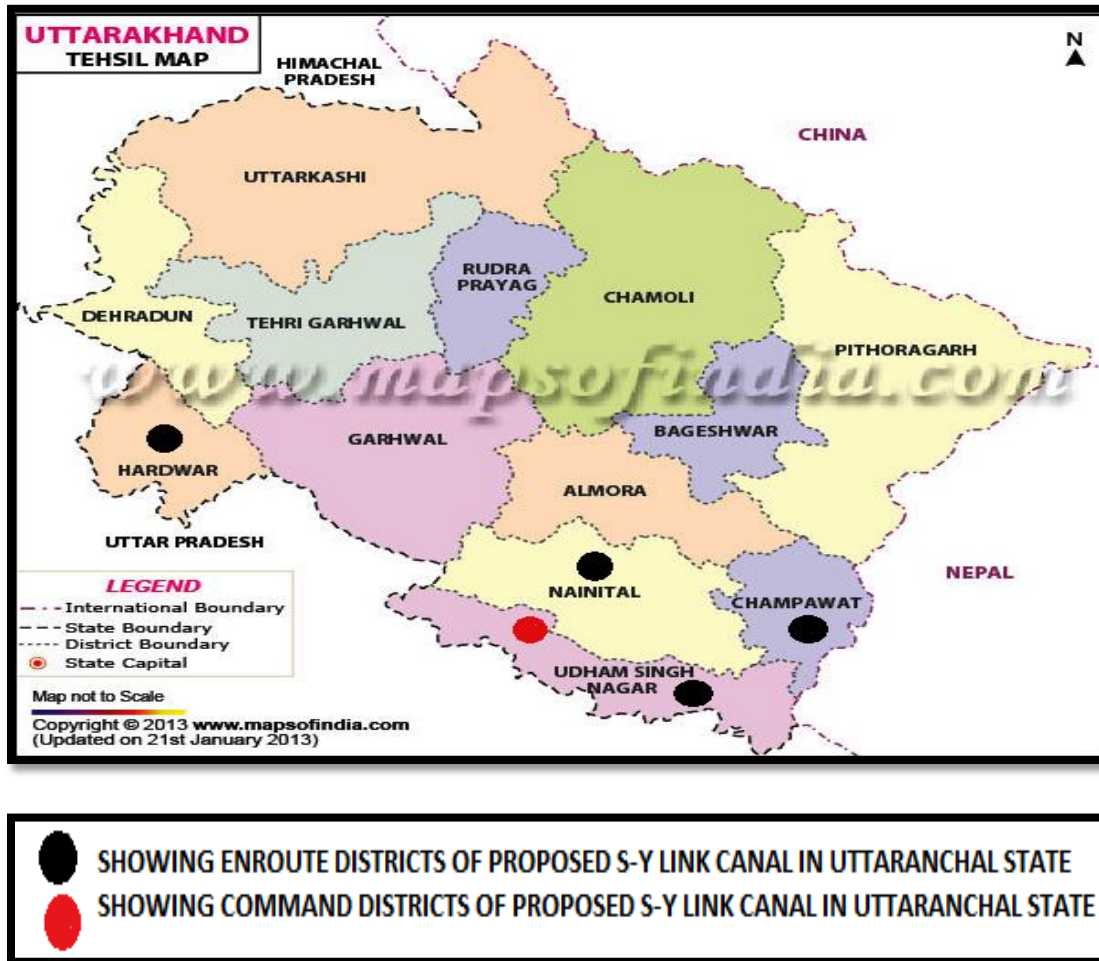 UTTARAKHAND
TEHSIL MAP
HIMACHAL
PRADESH
N
CHINA
UTTARKASHI
RUDRA
PRAYAG
CHAMOLI
DEHRADUN
TEHRI GARHWAL
PITHORAGARH
www.mapsofindia.com
GARHWAL
BAGESHWAR
HARDWAR
ALMORA
UTTAR PRADESH
NEPAL
NAINITAL
CHAMPAWAT
UDHAM SINGH
NAGAR
LEGEND
International Boundary
State Boundary
District Boundary
State Capital
Map not to Scale
Copyright © 2013 www.mapsofindia.com
(Updated on 21st January 2013)
SHOWING ENROUTE DISTRICTS OF PROPOSED S-Y LINK CANAL IN UTTARANCHAL STATE
SHOWING COMMAND DISTRICTS OF PROPOSED S-Y LINK CANAL IN UTTARANCHAL STATE